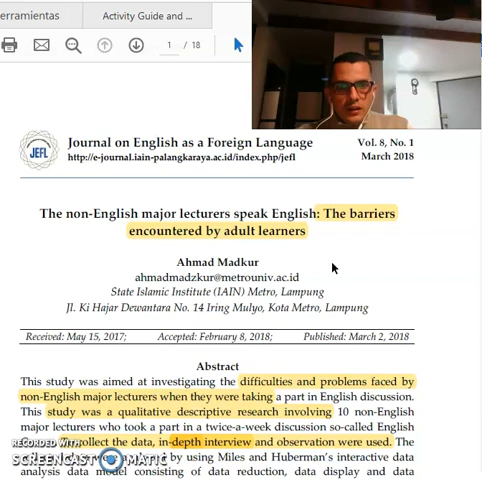 erramientas
Activity Guide and ...
1 / 18
JEFL
Journal on English as a Foreign Language
http://e-journal.iain-palangkaraya.ac.id/index.php/jefl
Vol. 8, No. 1
March 2018
The non-English major lecturers speak English: The barriers
encountered by adult learners
Ahmad Madkur
ahmadmadzkur@metrouniv.ac.id
State Islamic Institute (IAIN) Metro, Lampung
Jl. Ki Hajar Dewantara No. 14 Iring Mulyo, Kota Metro, Lampung
Received: May 15, 2017; Accepted: February 8, 2018; Published: March 2, 2018
Abstract
This study was aimed at investigating the difficulties and problems faced by
non-English major lecturers when they were taking a part in English discussion.
This study was a qualitative descriptive research involving 10 non-English
major lecturers who took a part in a twice-a-week discussion so-called English
collect the data, in-depth interview and observation were used. The
by using Miles and Huberman's interactive
analysis data model consisting of data reduction, data display and data
RECORDED WITH
SCREENCAST MATIC